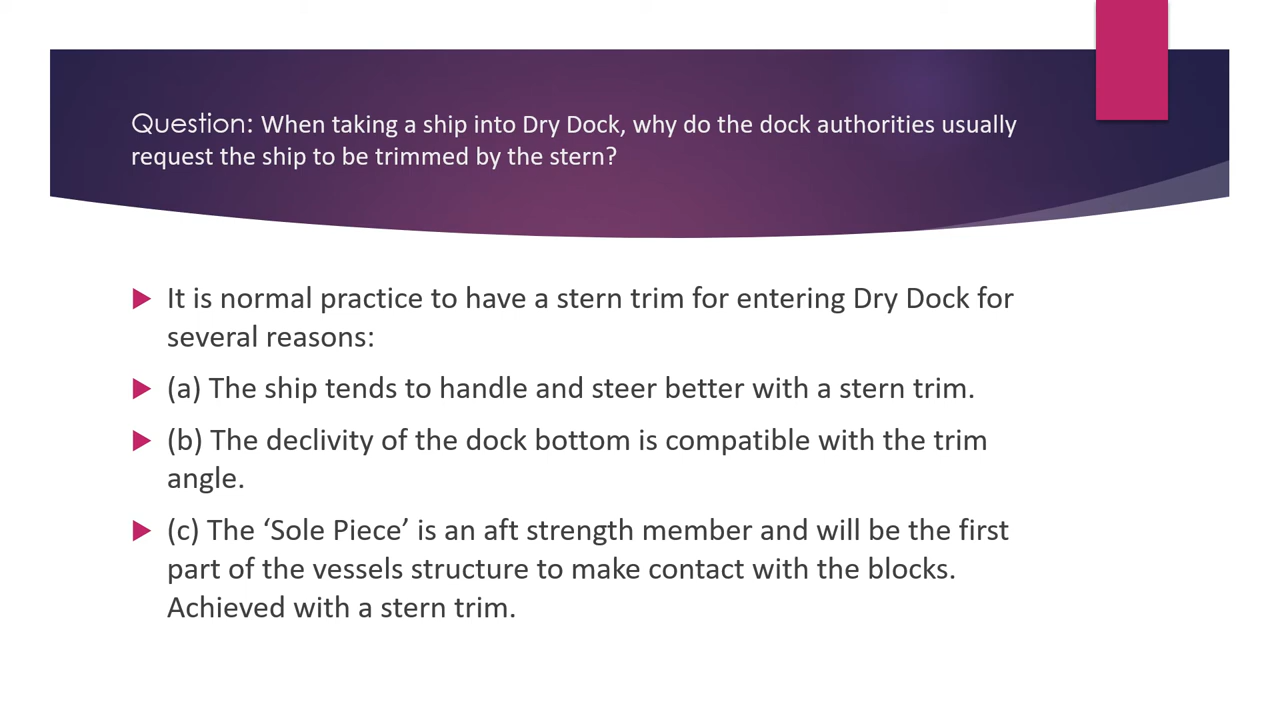 Question: When taking a ship into Dry Dock, why do the dock authorities usually
request the ship to be trimmed by the stern?
It is normal practice to have a stern trim for entering Dry Dock for
several reasons:
(a) The ship tends to handle and steer better with a stern trim.
(b) The declivity of the dock bottom is compatible with the trim
angle.
(c) The ‘Sole Piece’ is an aft strength member and will be the first
part of the vessels structure to make contact with the blocks.
Achieved with a stern trim.